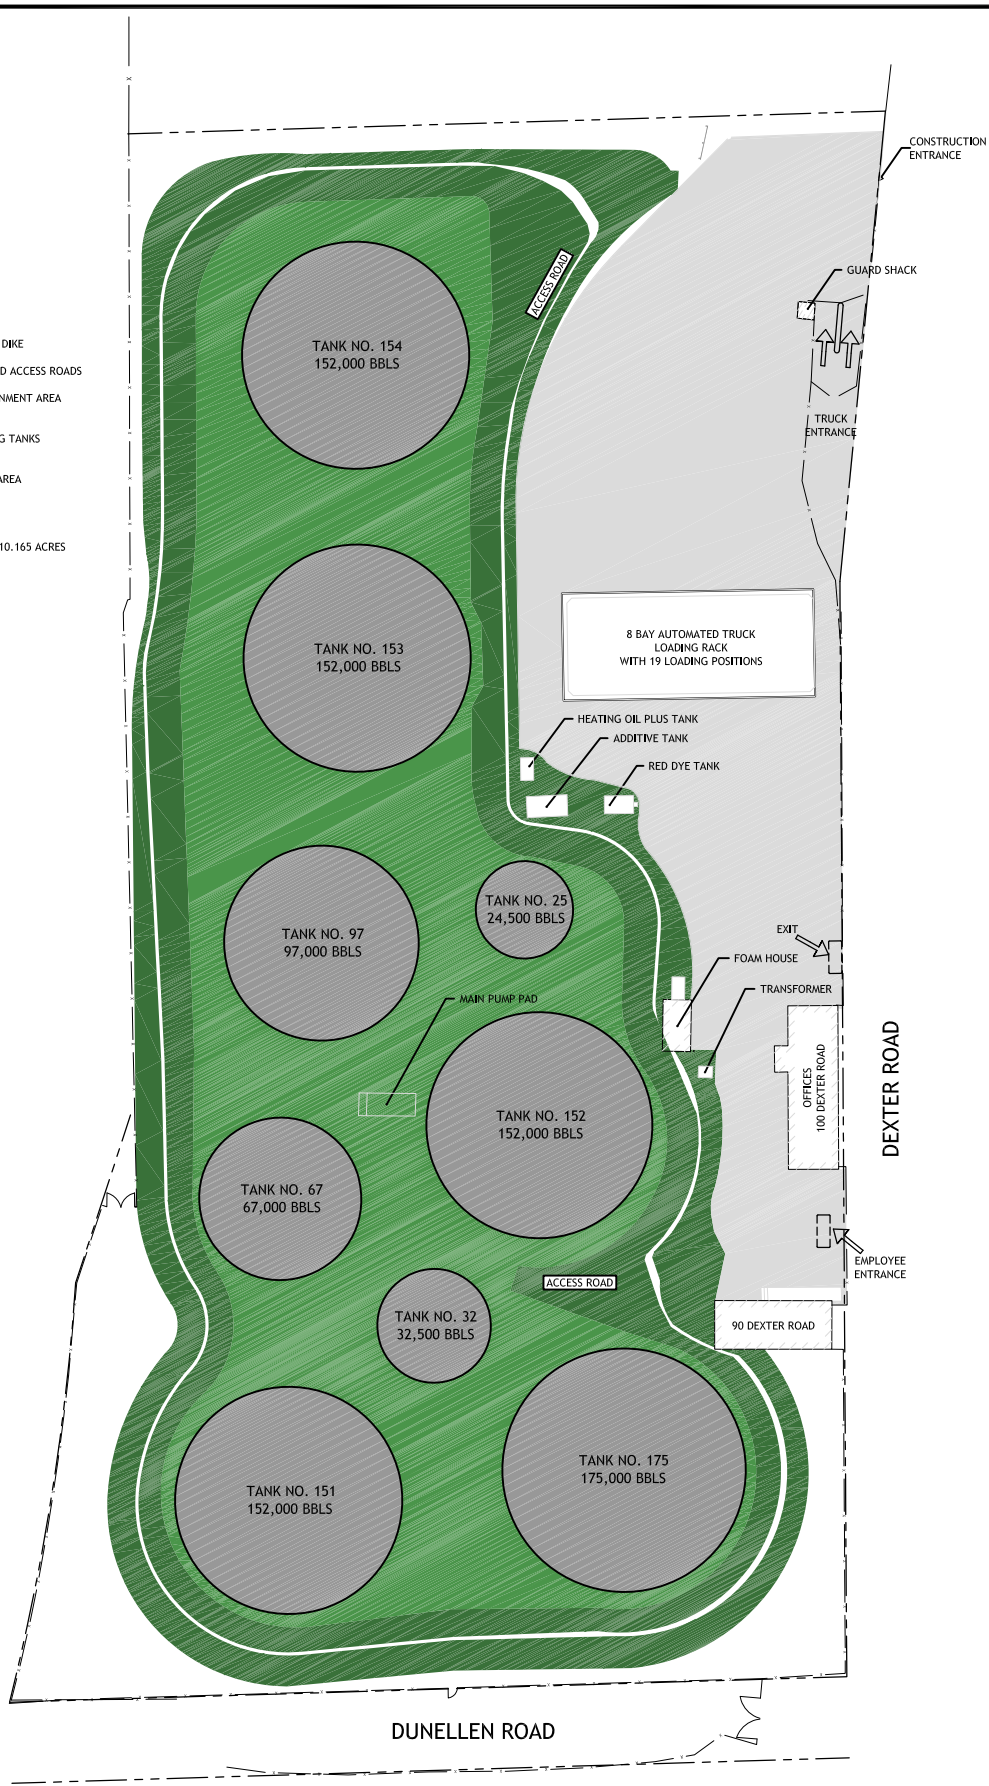 CONSTRUCTION
ENTRANCE
ACCESS ROAD
GUARD SHACK
TANK NO. 154
152,000 BBLS
DIKE
D ACCESS ROADS
NMENT AREA
G TANKS
AREA
10.165 ACRES
TRUCK
ENTRANCE
TANK NO. 153
152,000 BBLS
8 BAY AUTOMATED TRUCK
LOADING RACK
WITH 19 LOADING POSITIONS
HEATING OIL PLUS TANK
ADDITIVE TANK
RED DYE TANK
TANK NO. 25
24,500 BBLS
TANK NO. 97
97,000 BBLS
EXIT
FOAM HOUSE
TRANSFORMER
MAIN PUMP PAD
OFFICES
100 DEXTER ROAD
DEXTER ROAD
TANK NO. 152
152,000 BBLS
TANK NO. 67
67,000 BBLS
EMPLOYEE
ENTRANCE
ACCESS ROAD
TANK NO. 32
32,500 BBLS
90 DEXTER ROAD
TANK NO. 175
175,000 BBLS
TANK NO. 151
152,000 BBLS
DUNELLEN ROAD